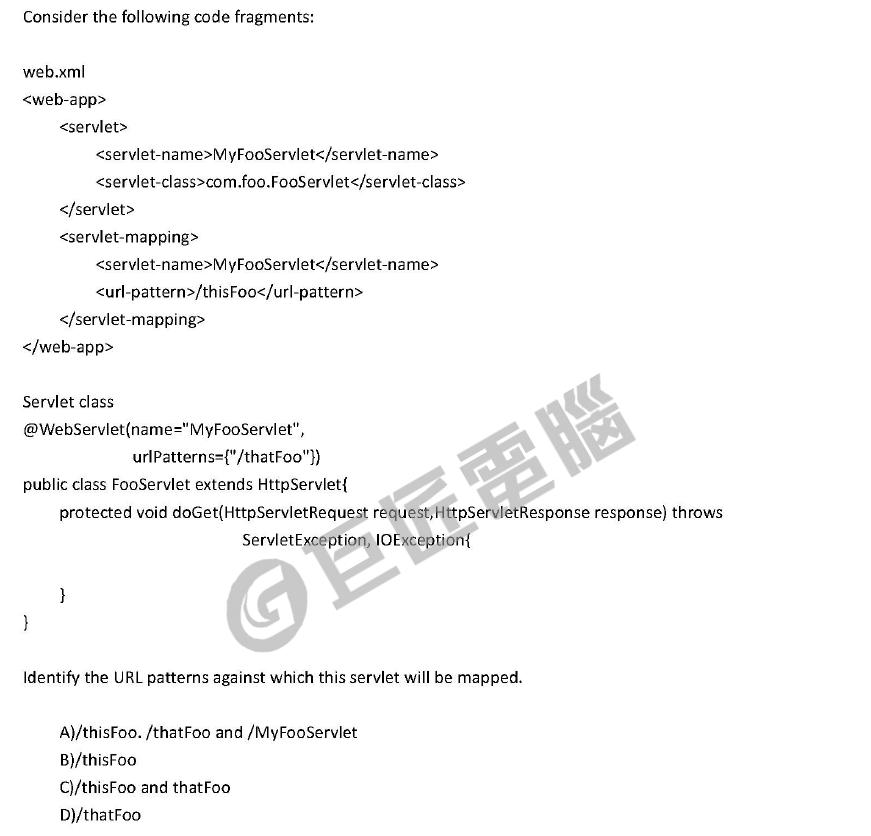 Consider the following code fragments:
web.xml
<web-app>
<servlet>
<servlet-name>MyFooServlet</servlet-name>
<servlet-class>com.foo.FooServlet</servlet-class>
</servlet>
<servlet-mapping>
<servlet-name>MyFooServlet</servlet-name>
<url-pattern>/thisFoo</url-pattern>
</servlet-mapping>
</web-app>
Servlet class
@WebServlet(name="MyFooServlet",
urlPatterns={"/thatFoo"})
public class FooServlet extends HttpServlet{
protected void doGet(HttpServletRequest request,HttpServletResponse response) throws
ServletException, IOException{
}
}
巨匠電腦
Identify the URL patterns against which this servlet will be mapped.
A)/thisFoo. /thatFoo and /MyFooServlet
B)/thisFoo
C)/thisFoo and thatFoo
D)/thatFoo